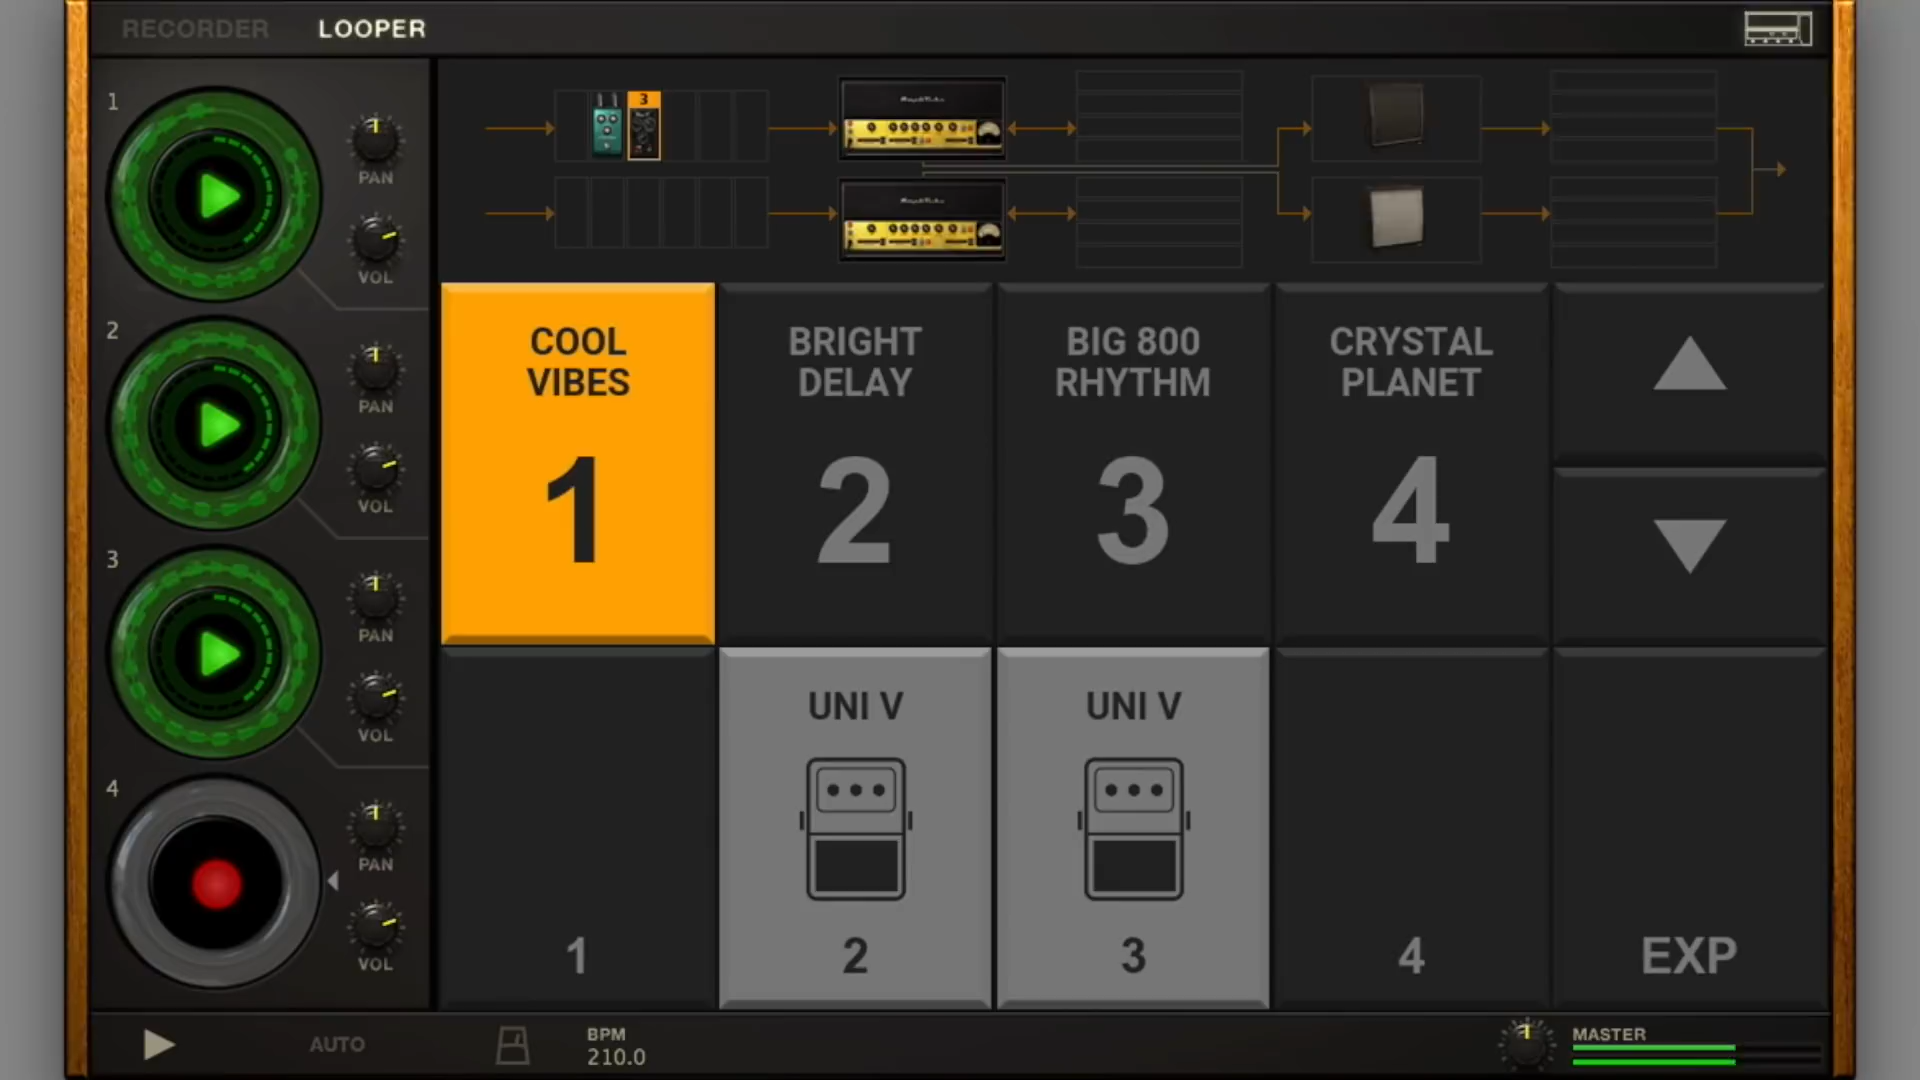 RECORDER LOOPER
1
PAN
VOL
2
PAN
VOL
3
PAN
VOL
4
PAN
VOL
3
COOL
VIBES
1
BRIGHT
DELAY
2
BIG 800
RHYTHM
3
CRYSTAL
PLANET
4
1
UNI V
2
UNI V
3
4
EXP
AUTO
BPM
210.0
MASTER